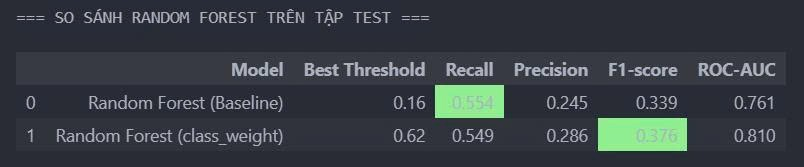 === SO SÁNH RANDOM FOREST TRÊN TẬP TEST ===
Model Best Threshold Recall Precision F1-score ROC-AUC
0 Random Forest (Baseline) 0.16 0.554 0.245 0.339 0.761
1 Random Forest (class_weight) 0.62 0.549 0.286 0.376 0.810